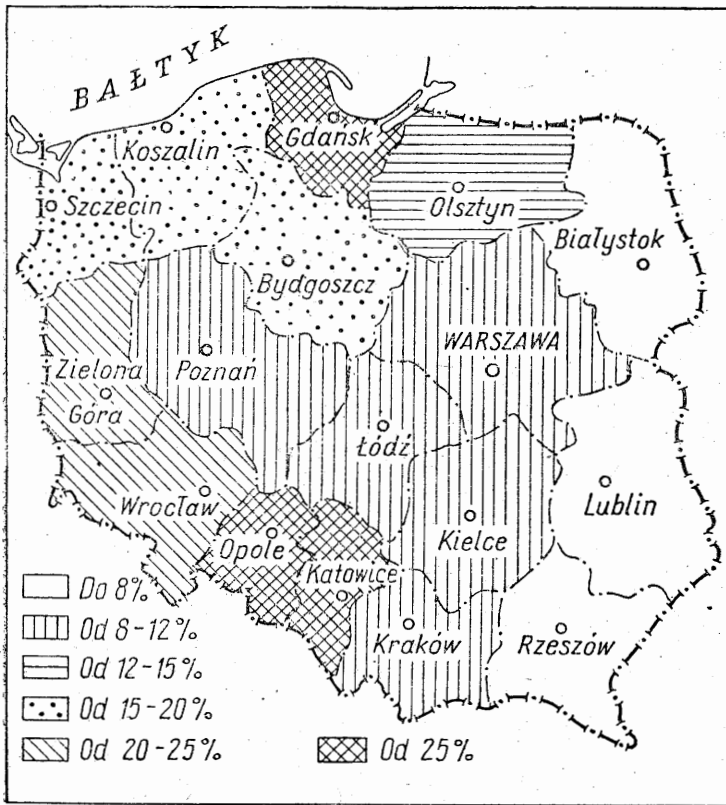 BAŁTYK
Gdańsk
Koszalin
Szczecin
Olsztyn
Białystok
Bydgoszcz
WARSZAWA
Zielona
Góra
Poznań
Łódź
Wrocław
Lublin
Opole
Kielce
Katowice
Kraków
Rzeszów
Do 8%
Od 8-12%
Od 12-15%
Od 15-20%
Od 20-25%
Od 25%